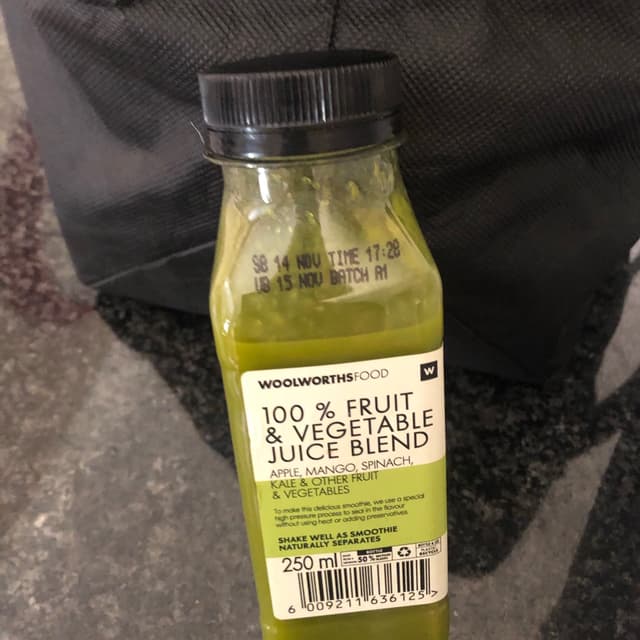 SB 14 NOV TIME 17:28
UB 15 NOV BATCH A1
WOOLWORTHSFOOD
W
100 % FRUIT
& VEGETABLE
JUICE BLEND
APPLE, MANGO, SPINACH,
KALE & OTHER FRUIT
& VEGETABLES
To make this delicious smoothie, we use a special
high pressure process to seal in the flavour
without using heat or adding preservatives.
SHAKE WELL AS SMOOTHIE
NATURALLY SEPARATES
250 ml
BOTTLE
50%
6 009211 636125 >